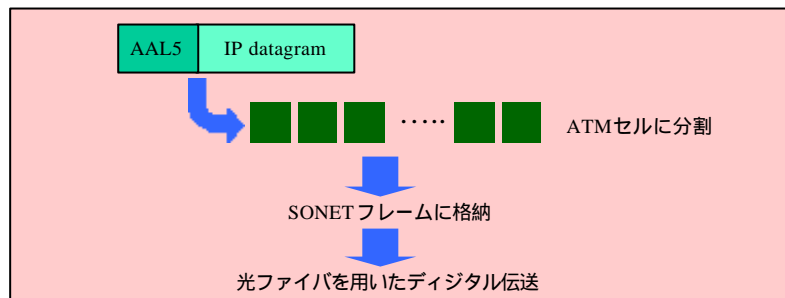 AAL5 IP datagram
..... ATMセルに分割
SONETフレームに格納
光ファイバを用いたディジタル伝送